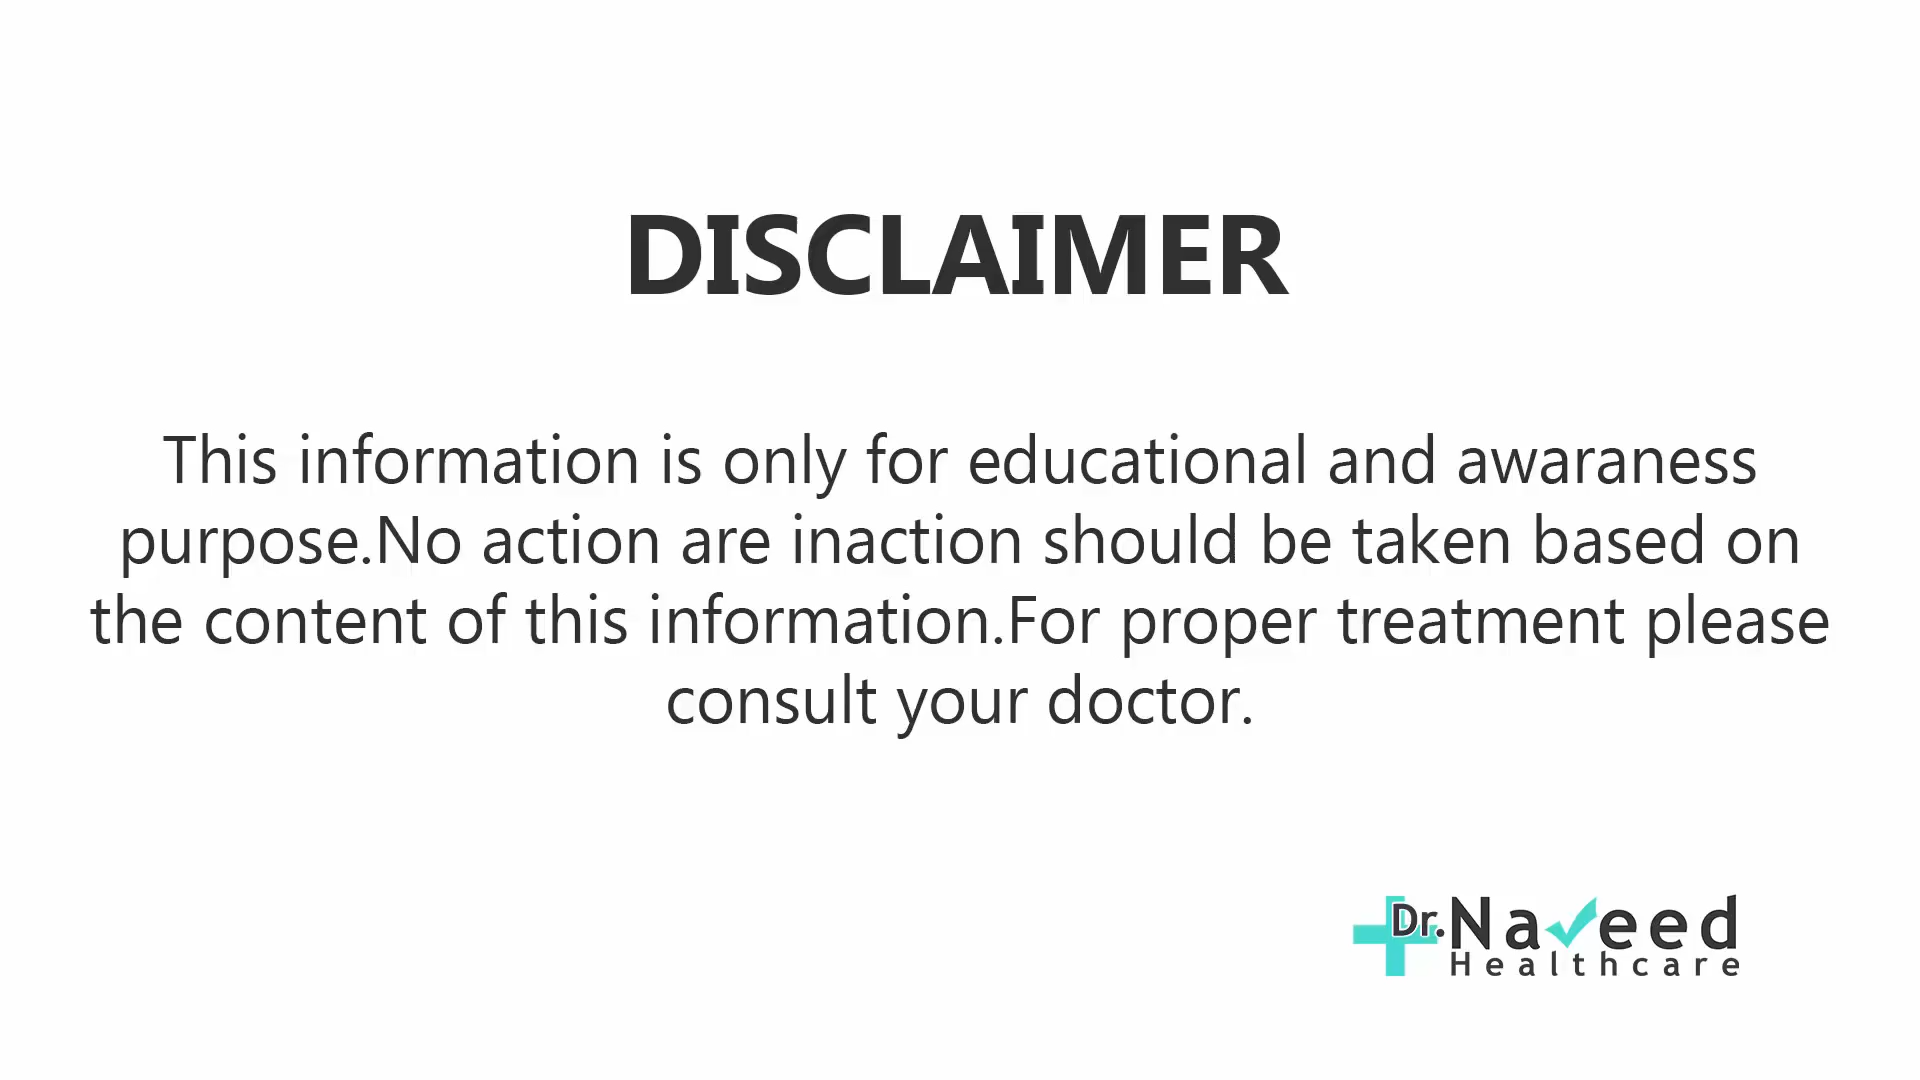 DISCLAIMER
This information is only for educational and awaraness
purpose.No action are inaction should be taken based on
the content of this information.For proper treatment please
consult your doctor.
Dr.Naveed
Healthcare